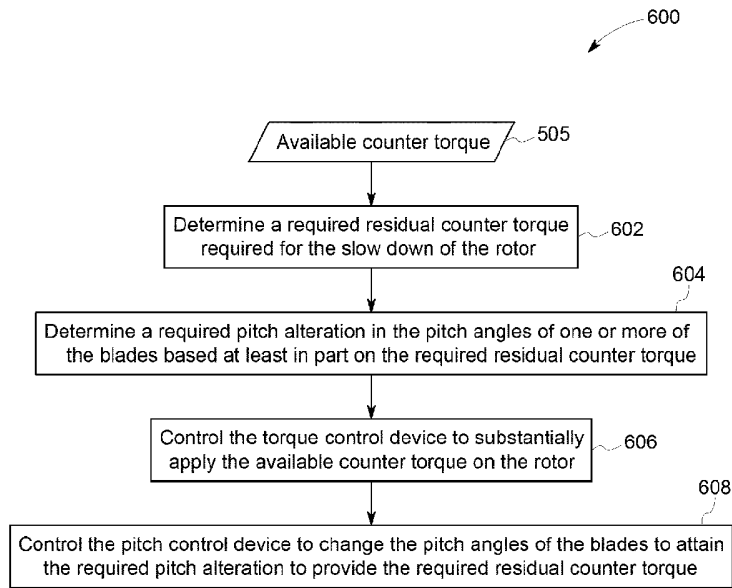 600
Available counter torque
505
Determine a required residual counter torque
required for the slow down of the rotor
602
604
Determine a required pitch alteration in the pitch angles of one or more of
the blades based at least in part on the required residual counter torque
Control the torque control device to substantially
apply the available counter torque on the rotor
606
608
Control the pitch control device to change the pitch angles of the blades to attain
the required pitch alteration to provide the required residual counter torque